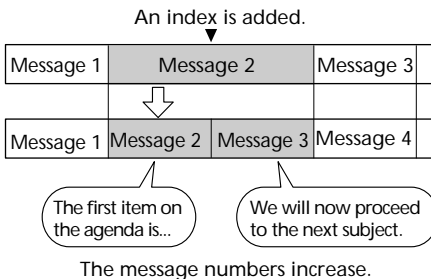 An index is added.
Message 1 Message 2 Message 3
Message 1 Message 2 Message 3 Message 4
The first item on
the agenda is...
We will now proceed
to the next subject.
The message numbers increase.